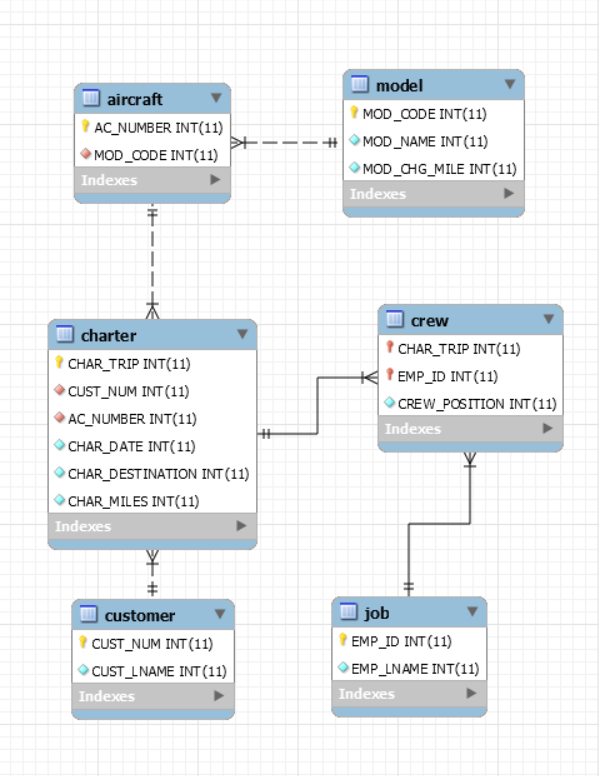 aircraft
AC_NUMBER INT(11)
MOD_CODE INT(11)
Indexes
model
MOD_CODE INT(11)
MOD_NAME INT(11)
MOD_CHG_MILE INT(11)
Indexes
charter
CHAR_TRIP INT(11)
CUST_NUM INT(11)
AC_NUMBER INT(11)
CHAR_DATE INT(11)
CHAR_DESTINATION INT(11)
CHAR_MILES INT(11)
Indexes
crew
CHAR_TRIP INT(11)
EMP_ID INT(11)
CREW_POSITION INT(11)
Indexes
customer
CUST_NUM INT(11)
CUST_LNAME INT(11)
Indexes
job
EMP_ID INT(11)
EMP_LNAME INT(11)
Indexes